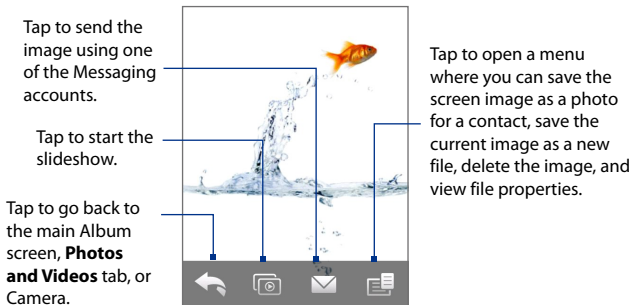 Tap to send the
image using one
of the Messaging
accounts.
Tap to start the
slideshow.
Tap to go back to
the main Album
screen, Photos
and Videos tab, or
Camera.
Tap to open a menu
where you can save the
screen image as a photo
for a contact, save the
current image as a new
file, delete the image, and
view file properties.